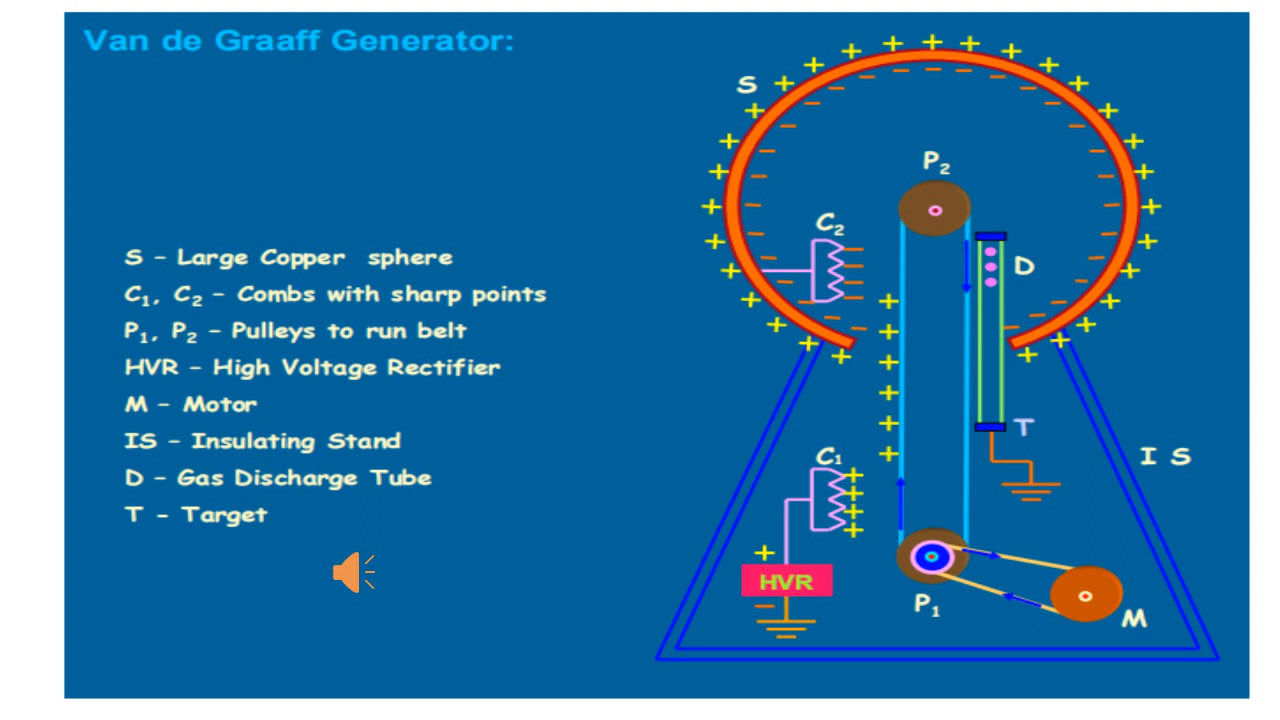 Van de Graaff Generator:
S – Large Copper sphere
C₁, C₂ – Combs with sharp points
P₁, P₂ – Pulleys to run belt
HVR – High Voltage Rectifier
M – Motor
IS – Insulating Stand
D – Gas Discharge Tube
T - Target
S
P₂
C₂
D
T
C₁
I S
HVR
P₁
M